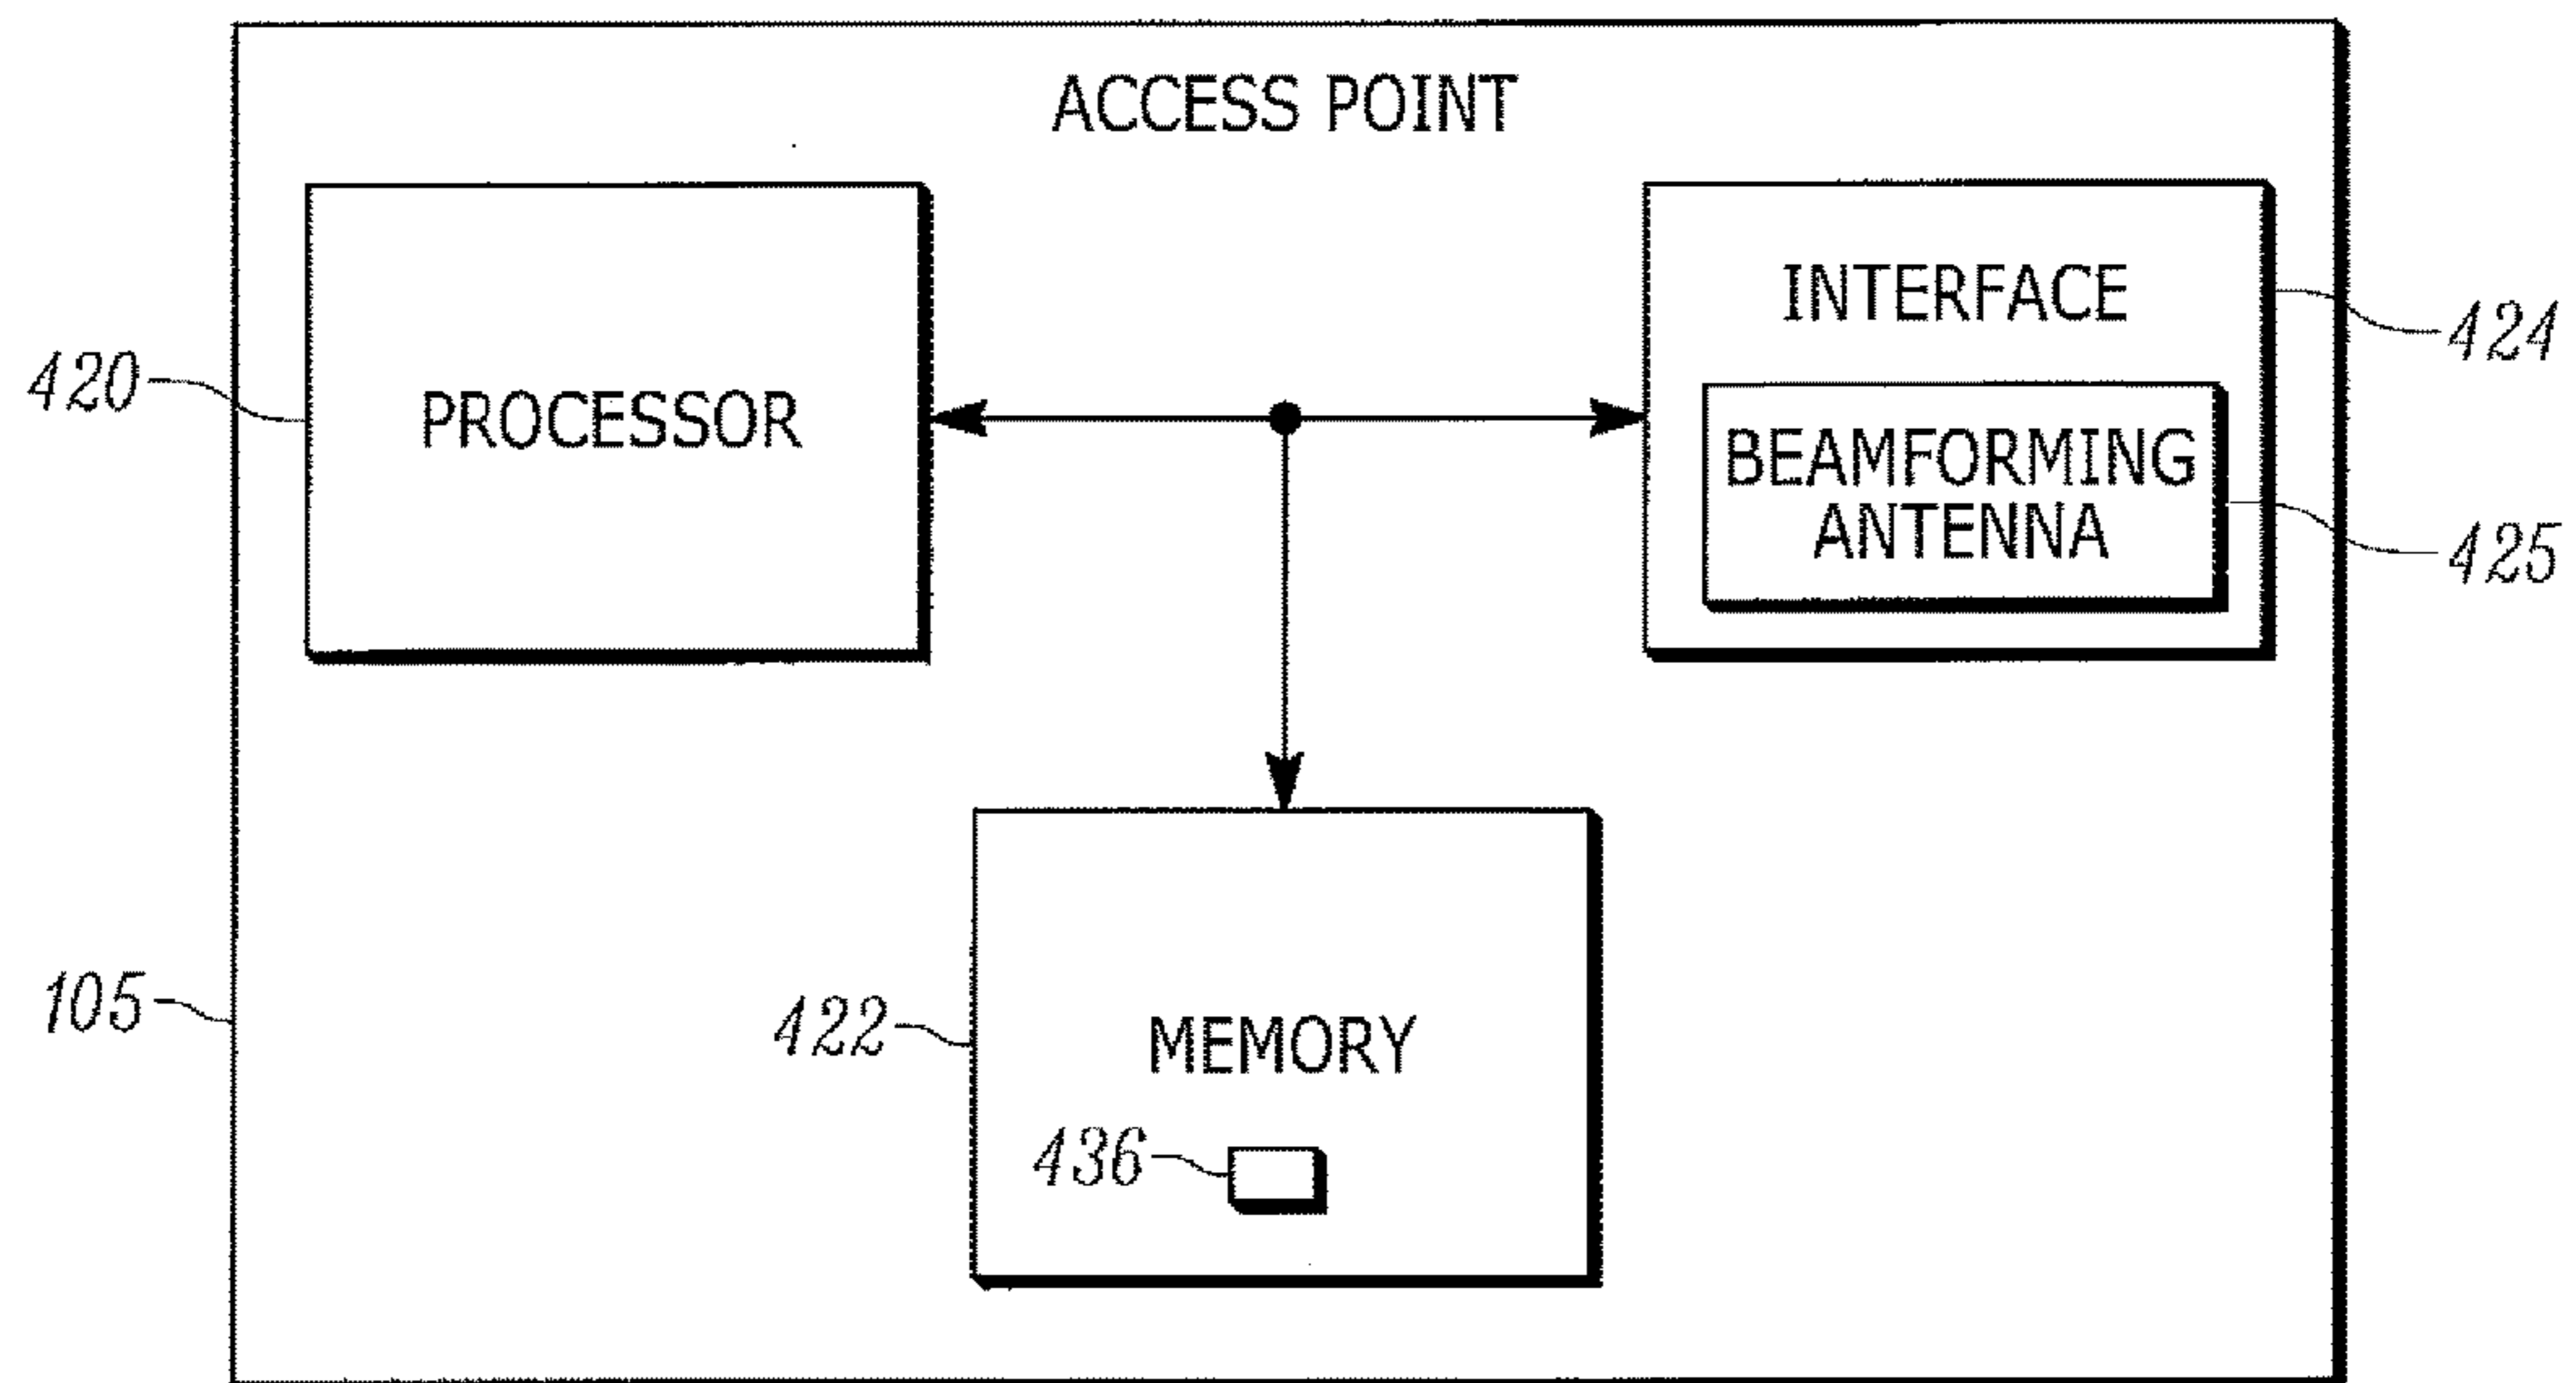 ACCESS POINT
420
PROCESSOR
INTERFACE
424
BEAMFORMING
ANTENNA
425
105
422
MEMORY
436